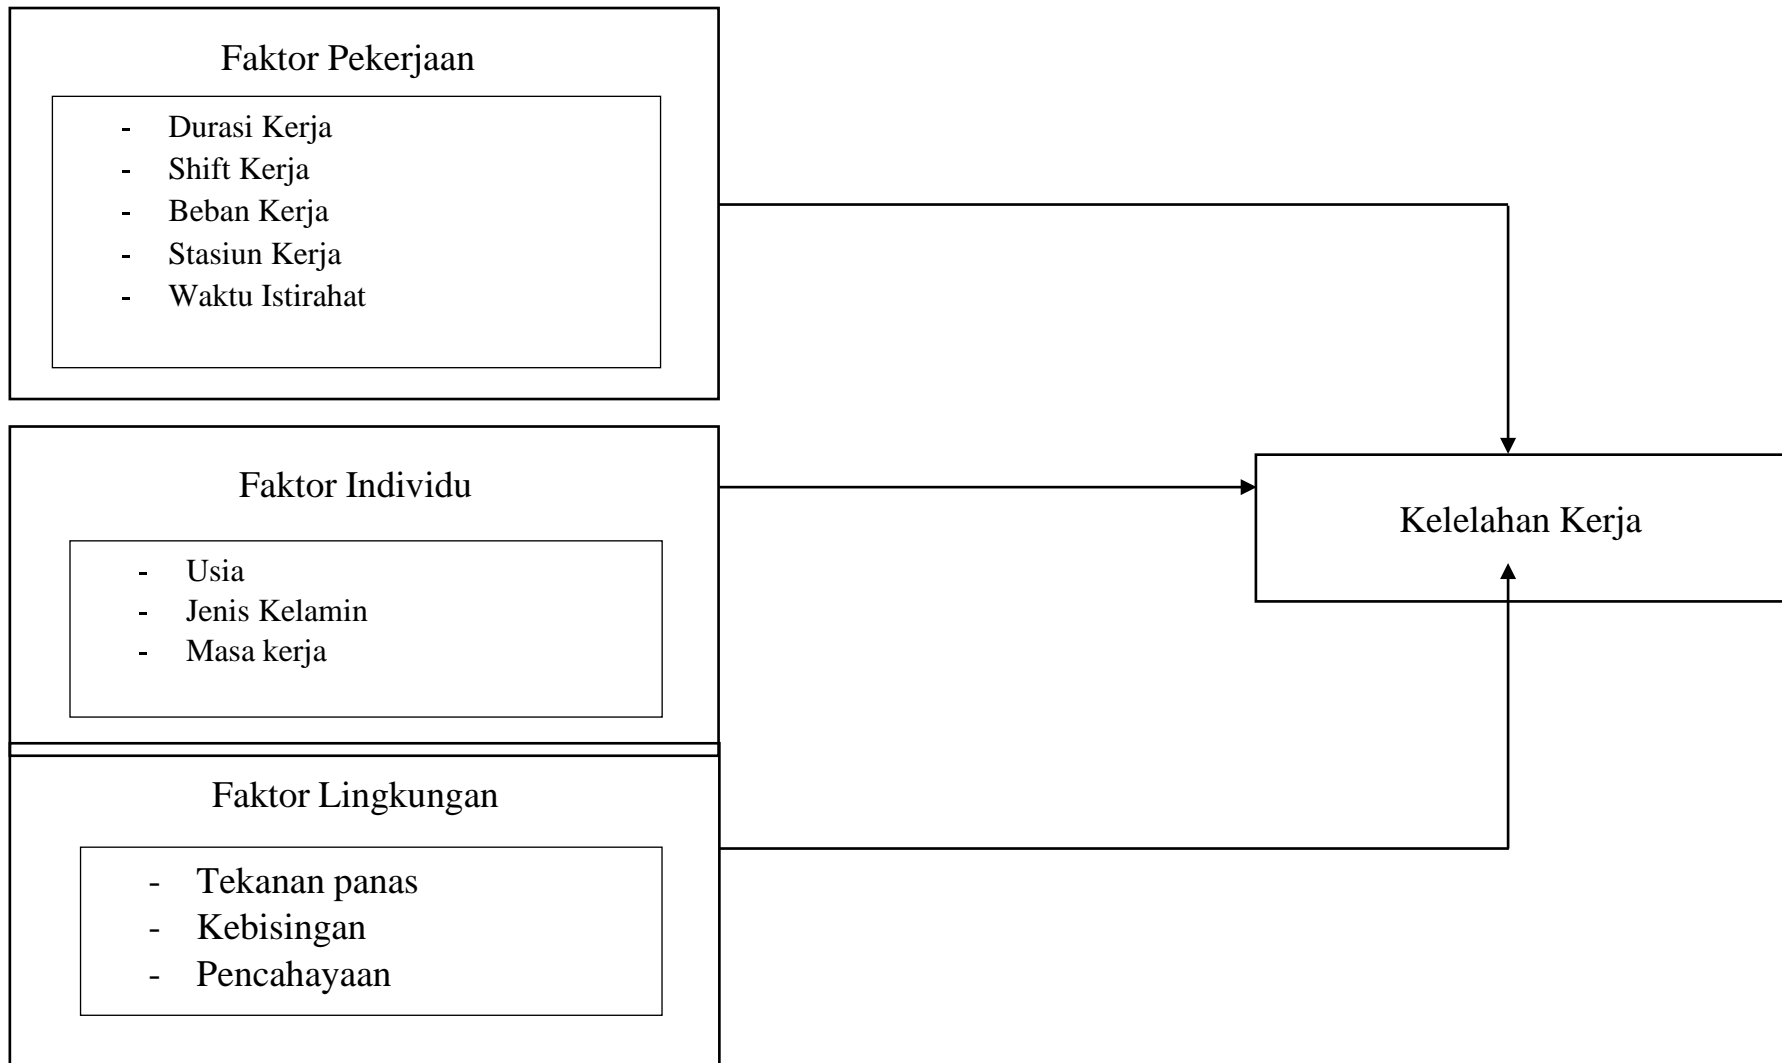 Faktor Pekerjaan
- Durasi Kerja
- Shift Kerja
- Beban Kerja
- Stasiun Kerja
- Waktu Istirahat
Faktor Individu
- Usia
- Jenis Kelamin
- Masa kerja
Kelelahan Kerja
Faktor Lingkungan
- Tekanan panas
- Kebisingan
- Pencahayaan